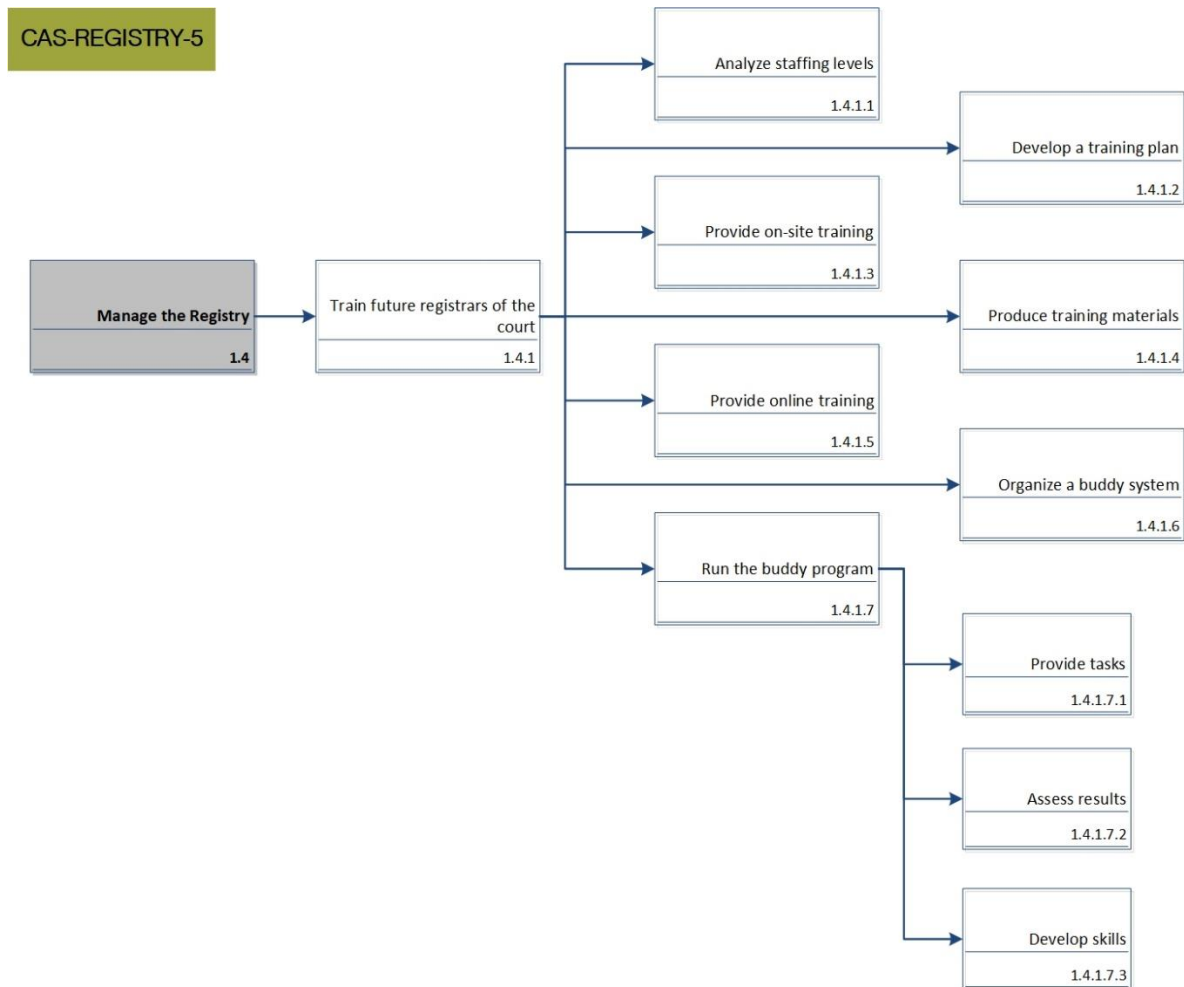 CAS-REGISTRY-5
Analyze staffing levels
1.4.1.1
Develop a training plan
1.4.1.2
Provide on-site training
1.4.1.3
Manage the Registry
1.4
Train future registrars of the
court
1.4.1
Produce training materials
1.4.1.4
Provide online training
1.4.1.5
Organize a buddy system
1.4.1.6
Run the buddy program
1.4.1.7
Provide tasks
1.4.1.7.1
Assess results
1.4.1.7.2
Develop skills
1.4.1.7.3